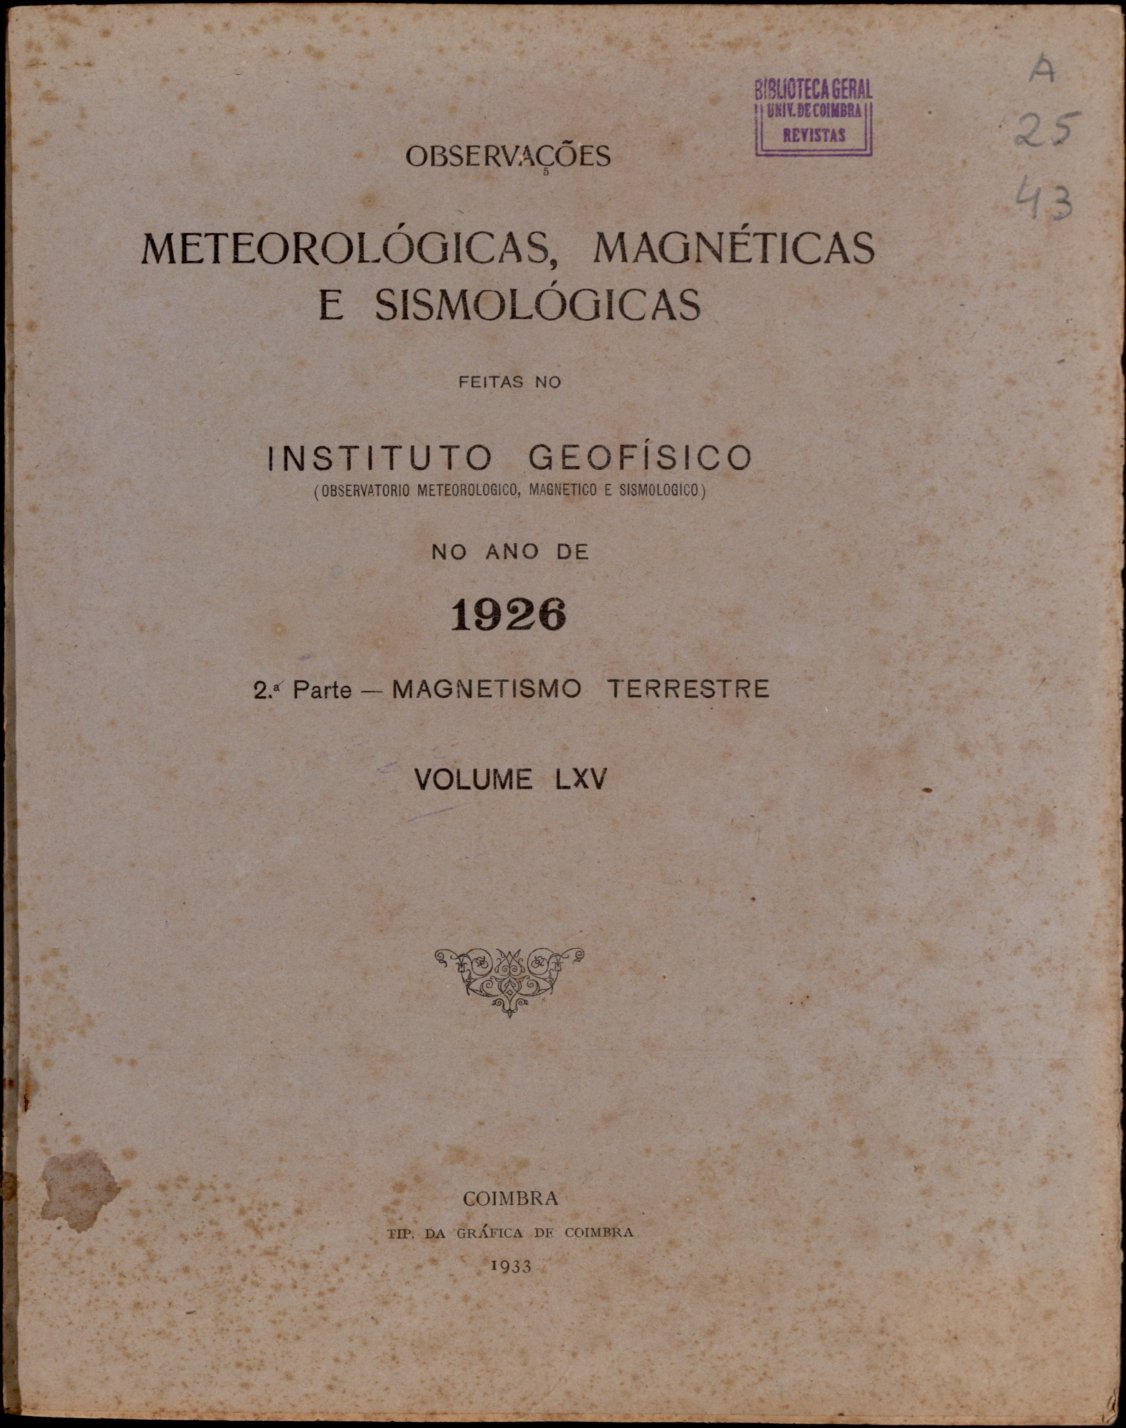 BIBLIOTECA GERAL
UNIV. DE COIMBRA
REVISTAS
A
25
43
OBSERVAÇÕES
METEOROLÓGICAS, MAGNÉTICAS
E SISMOLÓGICAS
FEITAS NO
INSTITUTO GEOFÍSICO
(OBSERVATORIO METEOROLOGICO, MAGNETICO E SISMOLOGICO)
NO ANO DE
1926
2.ª Parte — MAGNETISMO TERRESTRE
VOLUME LXV
COIMBRA
TIP. DA GRÁFICA DE COIMBRA
1933